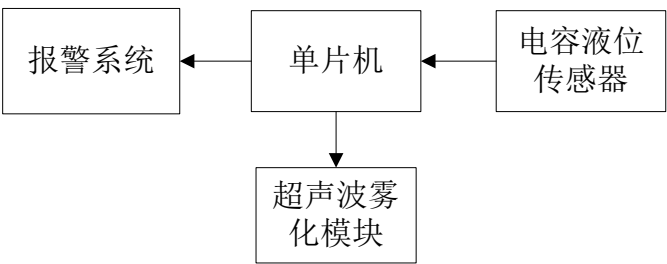 报警系统
单片机
电容液位
传感器
超声波雾
化模块